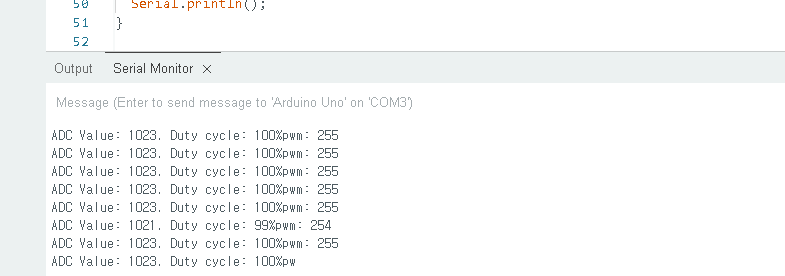 50 Serial.println();
51 }
52
Output Serial Monitor ×
Message (Enter to send message to 'Arduino Uno' on 'COM3')
ADC Value: 1023. Duty cycle: 100%pwm: 255
ADC Value: 1023. Duty cycle: 100%pwm: 255
ADC Value: 1023. Duty cycle: 100%pwm: 255
ADC Value: 1023. Duty cycle: 100%pwm: 255
ADC Value: 1023. Duty cycle: 100%pwm: 255
ADC Value: 1021. Duty cycle: 99%pwm: 254
ADC Value: 1023. Duty cycle: 100%pwm: 255
ADC Value: 1023. Duty cycle: 100%pw